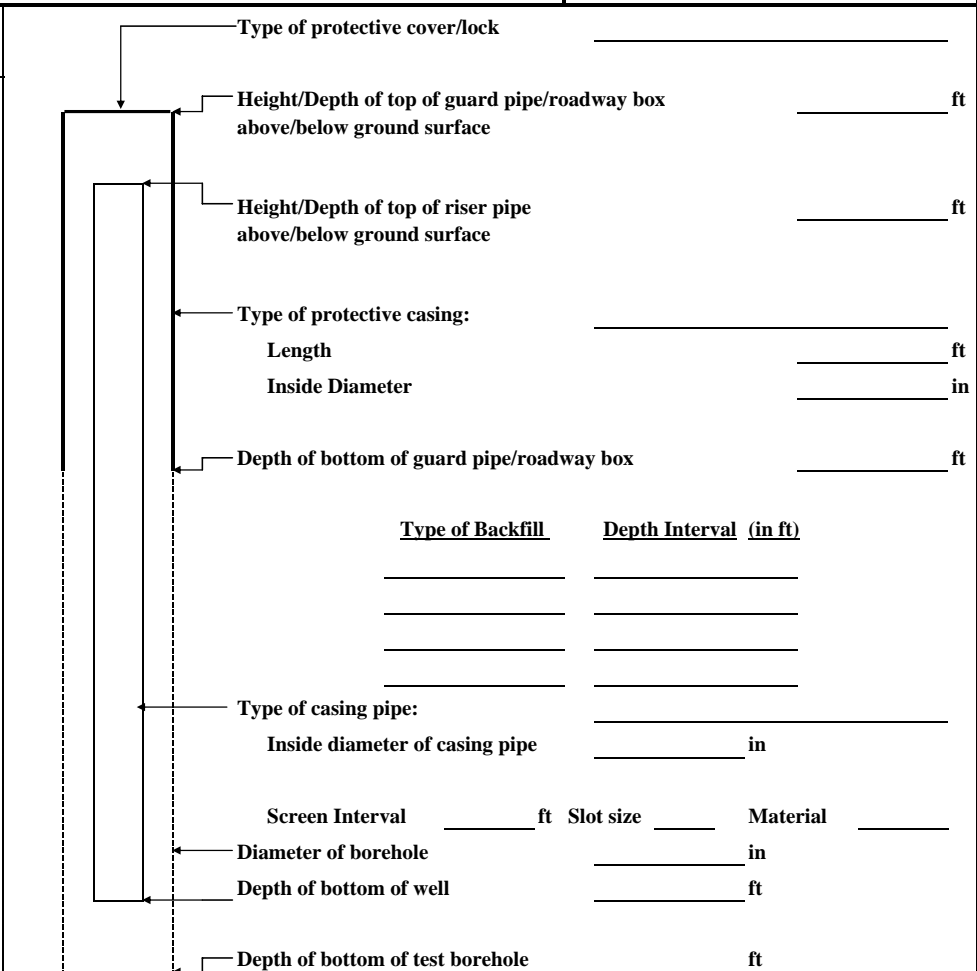 Type of protective cover/lock
Height/Depth of top of guard pipe/roadway box ft
above/below ground surface
Height/Depth of top of riser pipe ft
above/below ground surface
Type of protective casing:
Length ft
Inside Diameter in
Depth of bottom of guard pipe/roadway box ft
Type of Backfill Depth Interval (in ft)
Type of casing pipe:
Inside diameter of casing pipe in
Screen Interval ft Slot size Material
Diameter of borehole in
Depth of bottom of well ft
Depth of bottom of test borehole ft